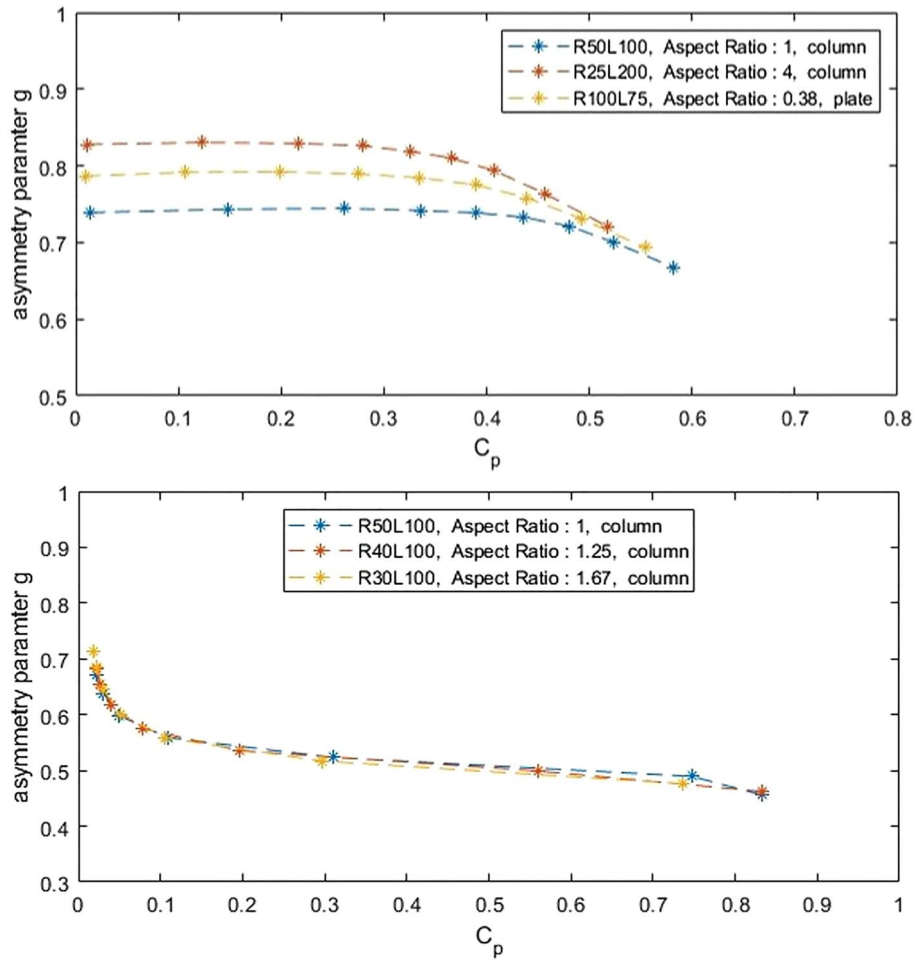 1
0.9
0.8
0.7
0.6
0.5
asymmetry paramter g
R50L100, Aspect Ratio : 1, column
R25L200, Aspect Ratio : 4, column
R100L75, Aspect Ratio : 0.38, plate
0 0.1 0.2 0.3 0.4 0.5 0.6 0.7 0.8
Cp
1
0.9
0.8
0.7
0.6
0.5
0.4
0.3
asymmetry paramter g
R50L100, Aspect Ratio : 1, column
R40L100, Aspect Ratio : 1.25, column
R30L100, Aspect Ratio : 1.67, column
0 0.1 0.2 0.3 0.4 0.5 0.6 0.7 0.8 0.9 1
Cp